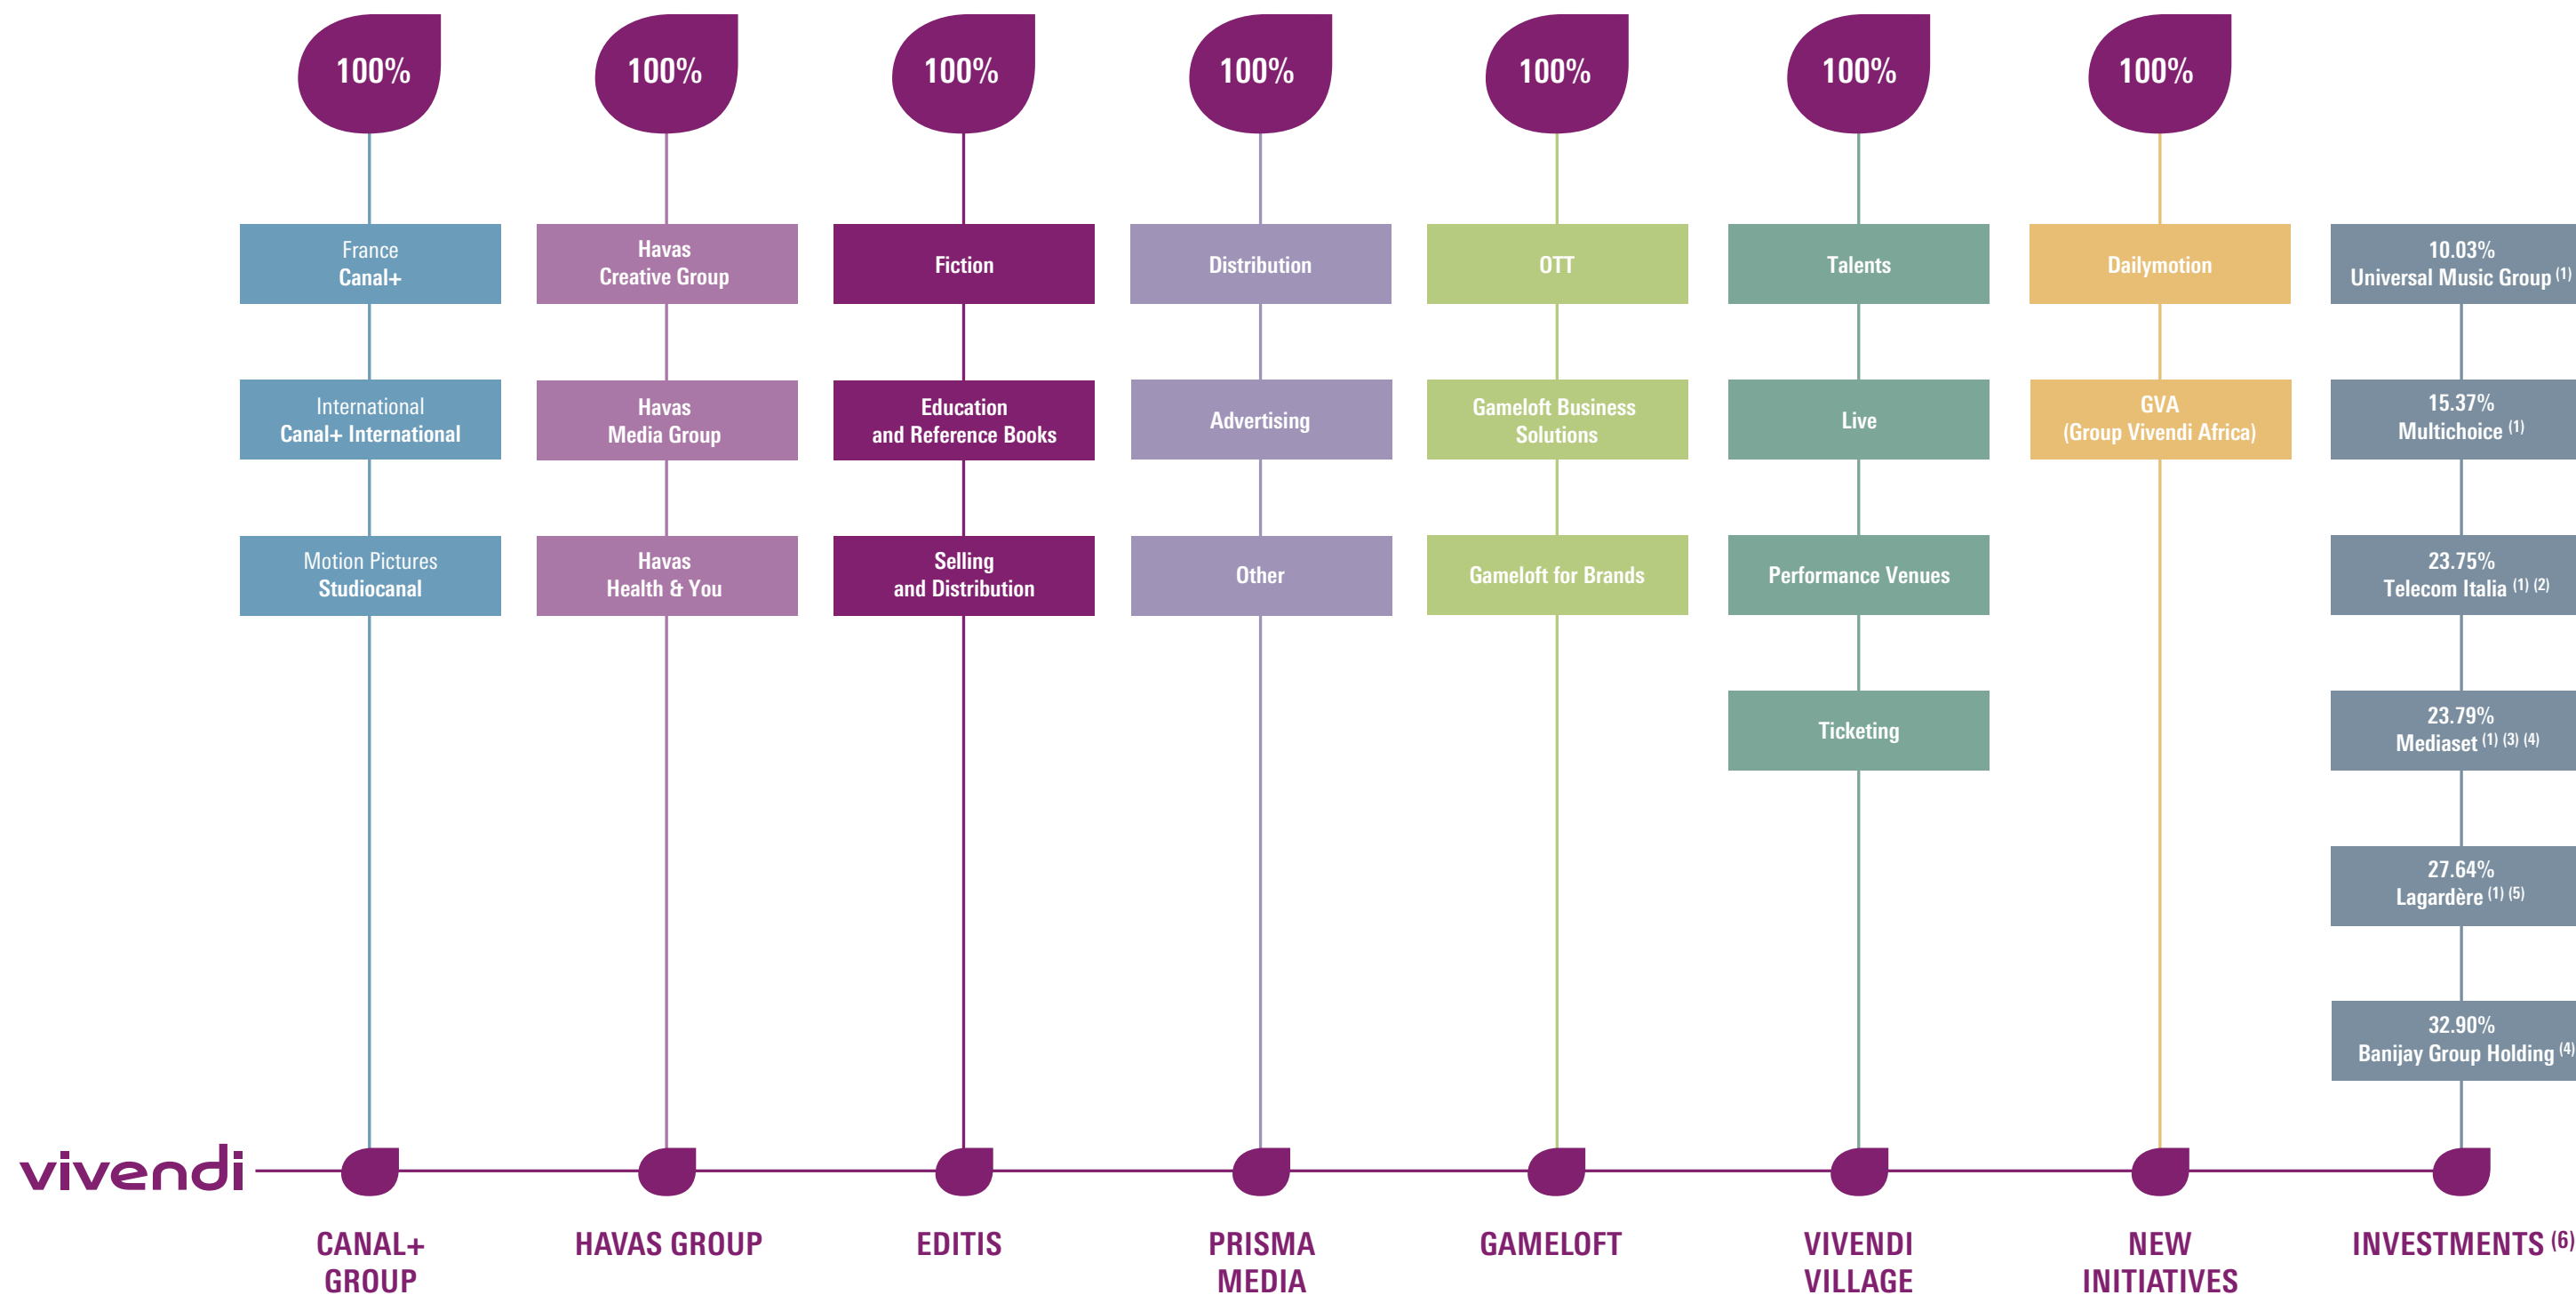 100%
100%
100%
100%
100%
100%
100%
France
Canal+
International
Canal+ International
Motion Pictures
Studiocanal
Havas
Creative Group
Havas
Media Group
Havas
Health & You
Fiction
Education
and Reference Books
Selling
and Distribution
Distribution
Advertising
Other
OTT
Gameloft Business
Solutions
Gameloft for Brands
Talents
Live
Performance Venues
Ticketing
Dailymotion
GVA
(Group Vivendi Africa)
10.03%
Universal Music Group (1)
15.37%
Multichoice (1)
23.75%
Telecom Italia (1) (2)
23.79%
Mediaset (1) (3) (4)
27.64%
Lagardère (1) (5)
32.90%
Banijay Group Holding (4)
vivendi
CANAL+
GROUP
HAVAS GROUP
EDITIS
PRISMA
MEDIA
GAMELOFT
VIVENDI
VILLAGE
NEW
INITIATIVES
INVESTMENTS (6)